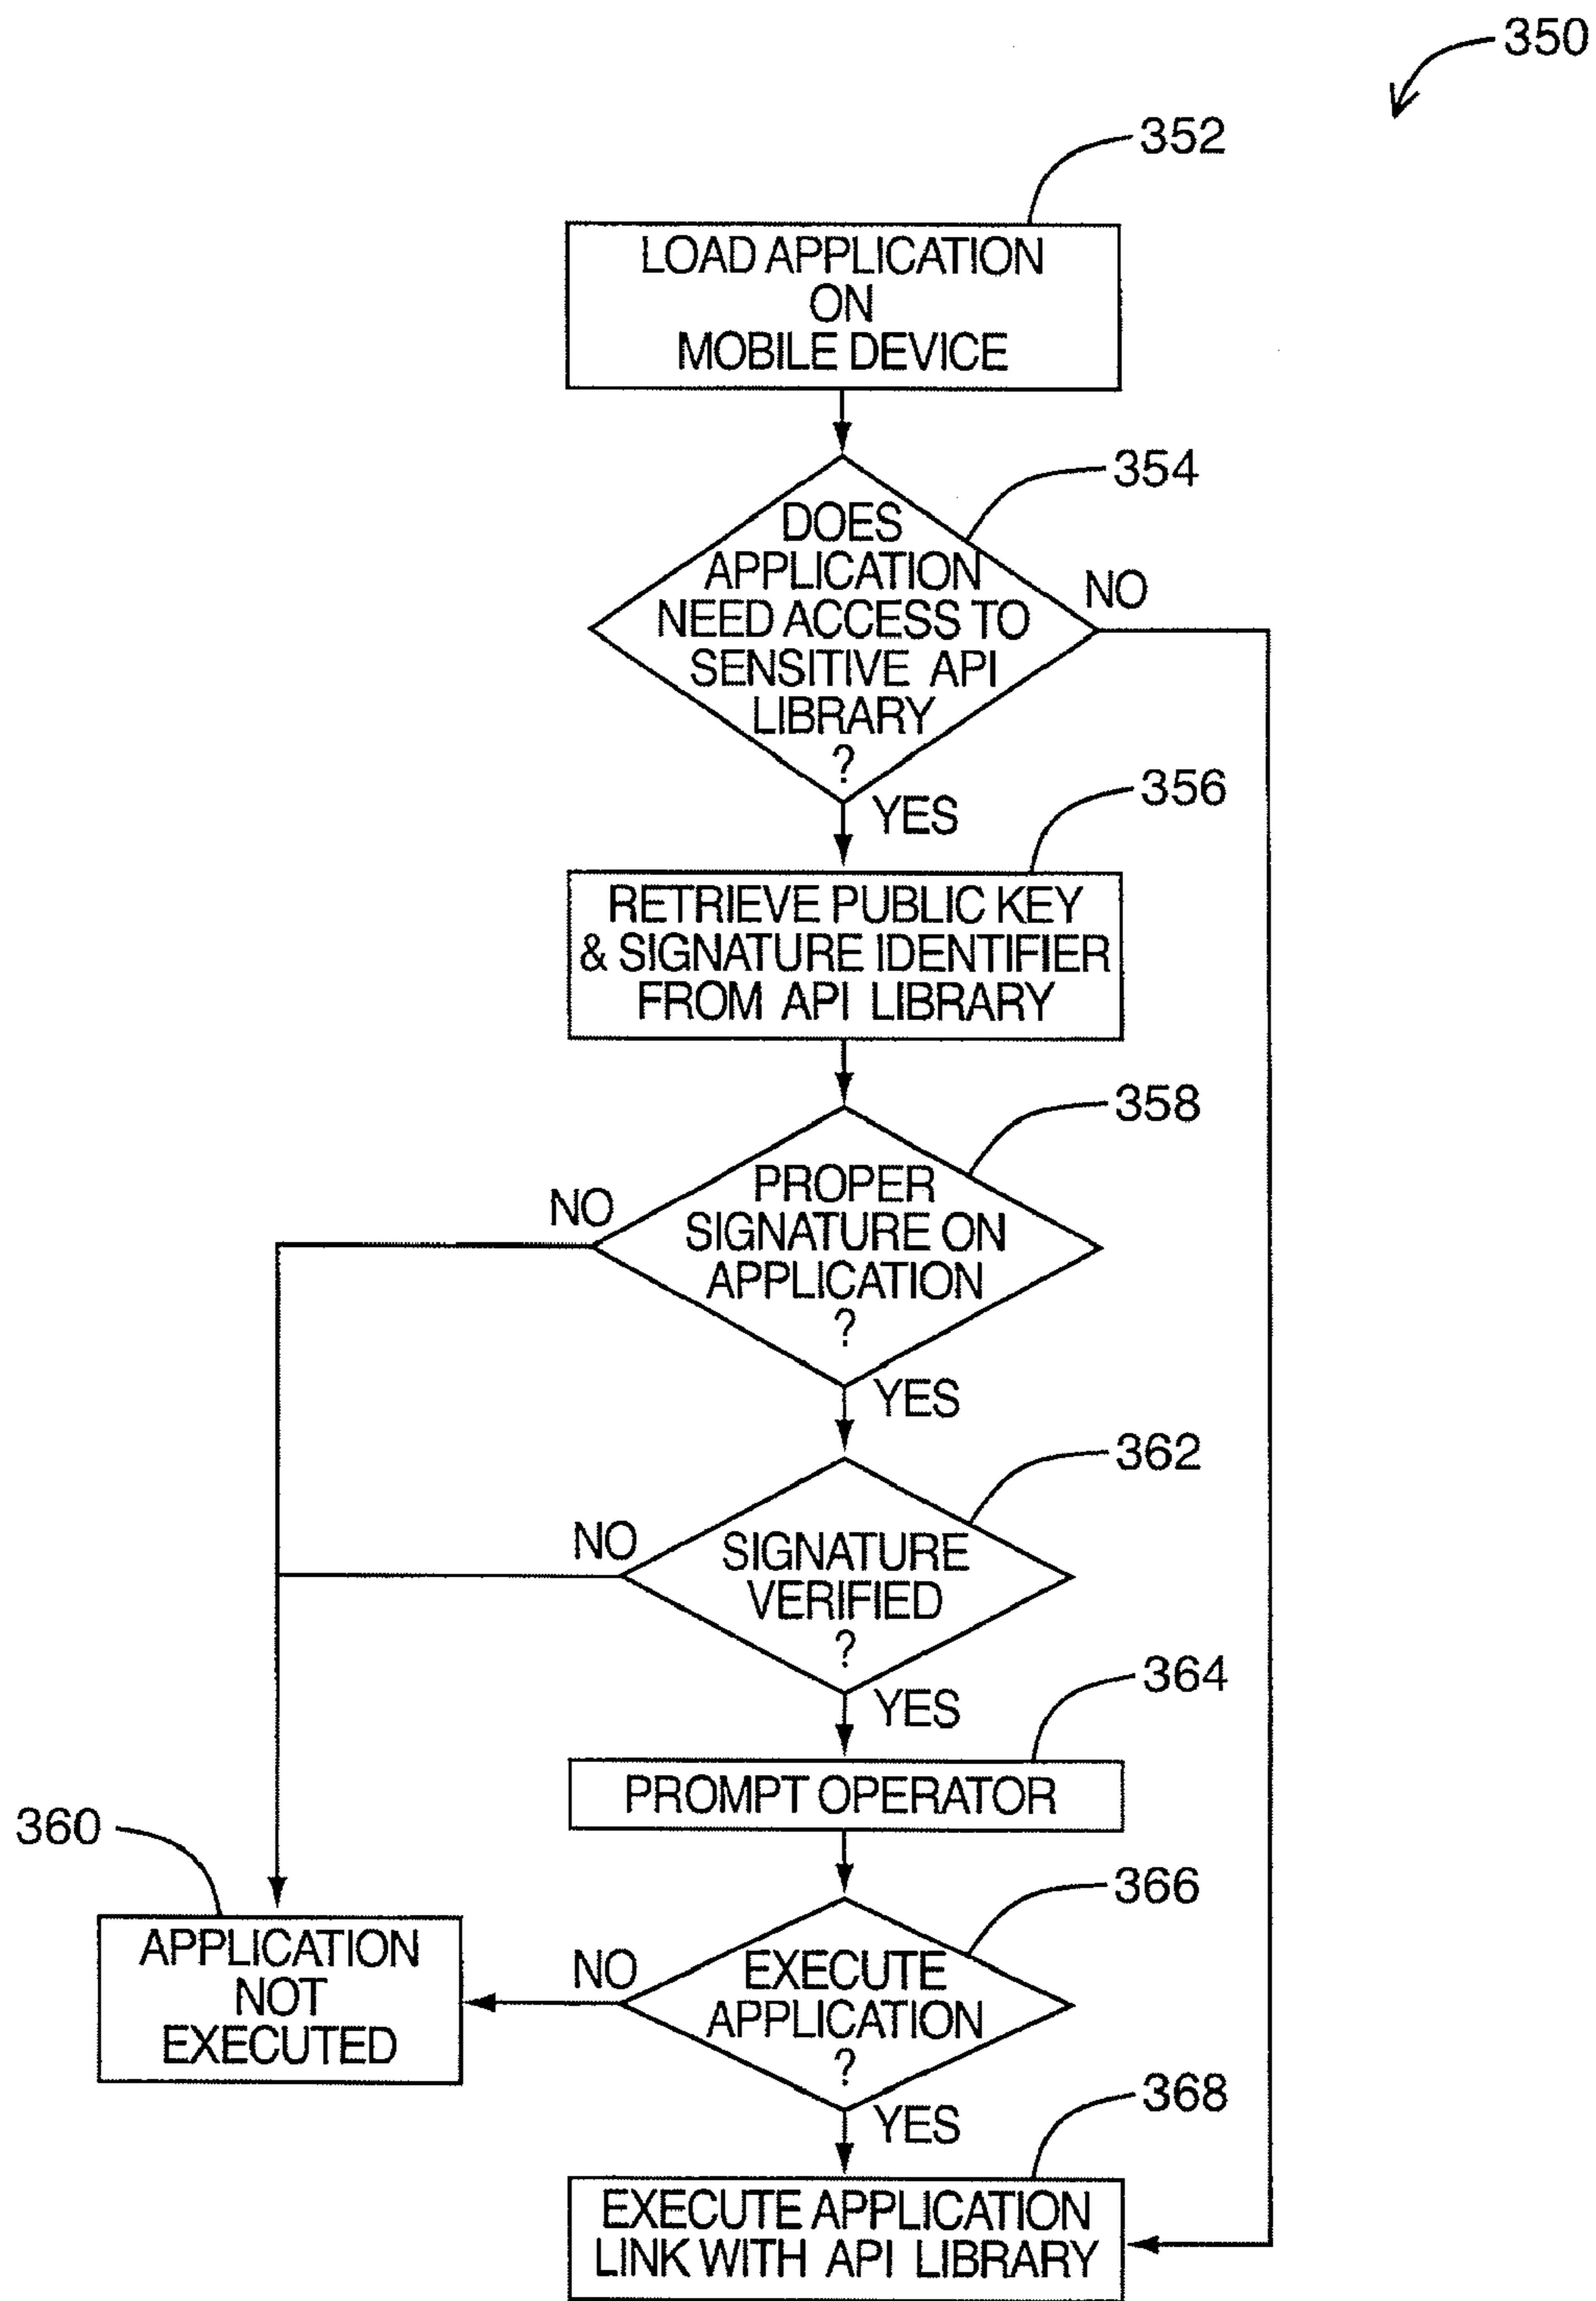 350
352
LOAD APPLICATION
ON
MOBILE DEVICE
354
DOES
APPLICATION
NEED ACCESS TO
SENSITIVE API
LIBRARY
?
NO
YES
356
RETRIEVE PUBLIC KEY
& SIGNATURE IDENTIFIER
FROM API LIBRARY
358
PROPER
SIGNATURE ON
APPLICATION
?
NO
YES
362
SIGNATURE
VERIFIED
?
NO
YES
364
PROMPT OPERATOR
360
APPLICATION
NOT
EXECUTED
366
EXECUTE
APPLICATION
?
NO
YES
368
EXECUTE APPLICATION
LINK WITH API LIBRARY